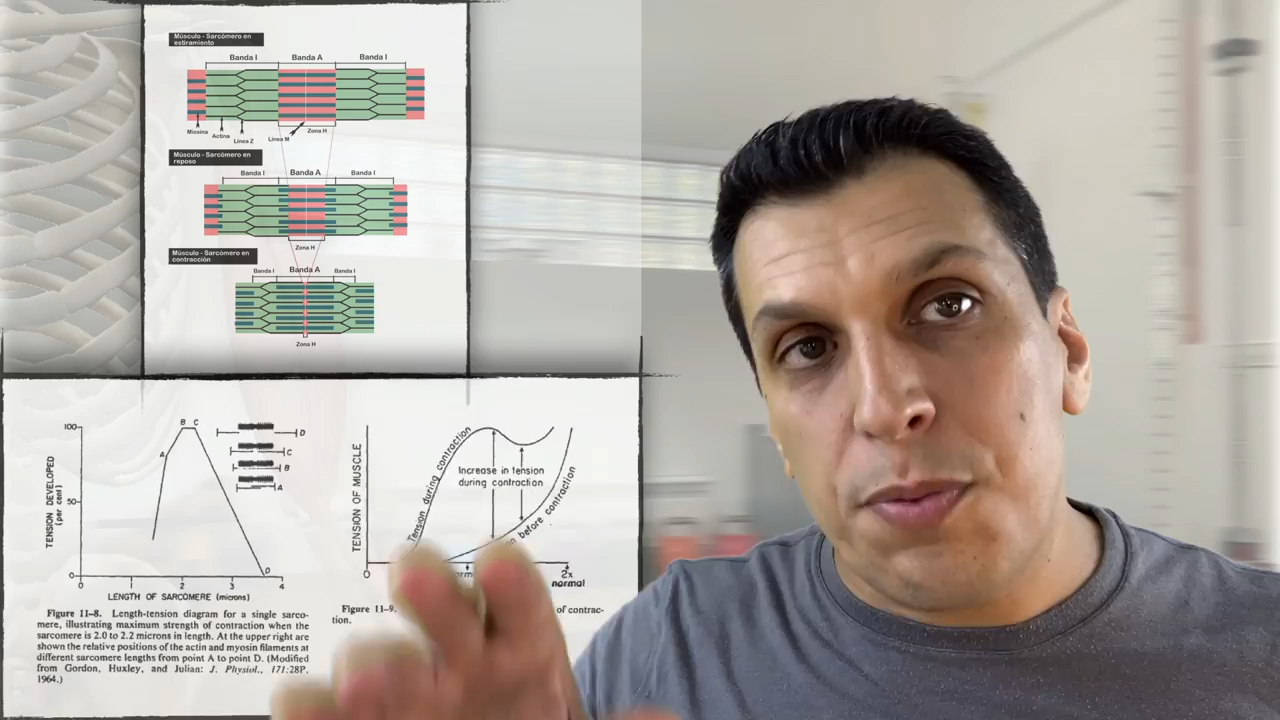 Músculo - Sarcómero en
estiramiento
Banda I Banda A Banda I
Miosina
Actina
Línea Z
Línea M
Zona H
Músculo - Sarcómero en
reposo
Banda I Banda A Banda I
Zona H
Músculo - Sarcómero en
contracción
Banda I Banda A Banda I
Zona H
TENSION DEVELOPED
(per cent)
100
50
0
0 1 2 3 4
A
B C
D
D
C
B
A
LENGTH OF SARCOMERE (microns)
Figure 11–8. Length-tension diagram for a single sarco-
mere, illustrating maximum strength of contraction when the
sarcomere is 2.0 to 2.2 microns in length. At the upper right are
shown the relative positions of the actin and myosin filaments at
different sarcomere lengths from point A to point D. (Modified
from Gordon, Huxley, and Julian: J. Physiol., 171:28P,
1964.)
TENSION OF MUSCLE
Tension during contraction
Increase in tension
during contraction
before contraction
0
2x
normal
Figure 11–9. of contrac-
tion.